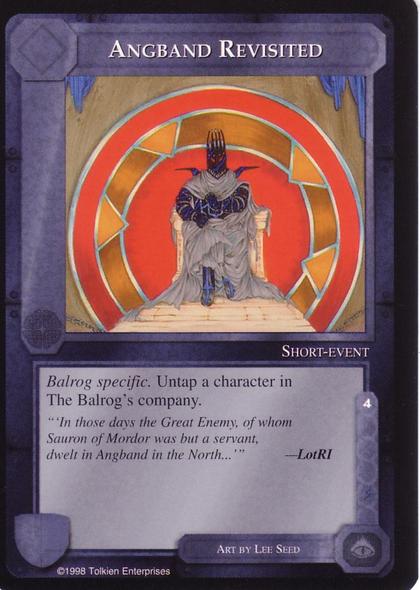 ANGBAND REVISITED
SHORT-EVENT
Balrog specific. Untap a character in
The Balrog's company.
4
“‘In those days the Great Enemy, of whom
Sauron of Mordor was but a servant,
dwelt in Angband in the North...’” —LotRI
ART BY LEE SEED
©1998 Tolkien Enterprises